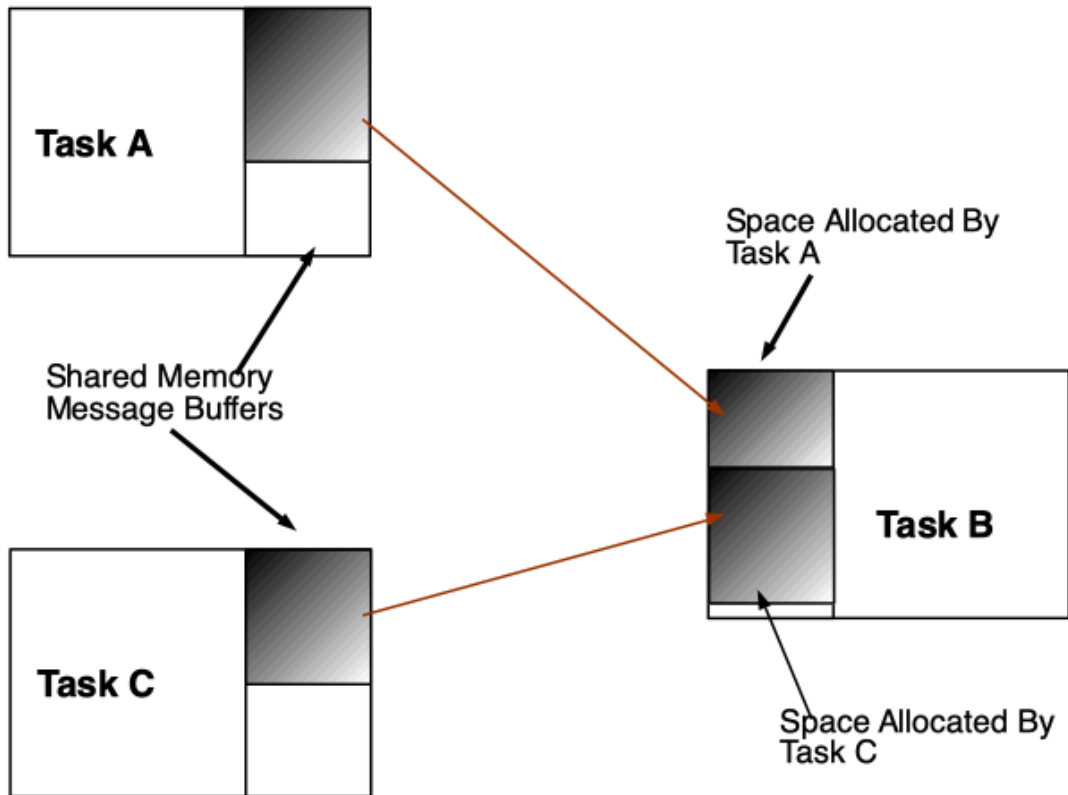 Task A
Space Allocated By
Task A
Shared Memory
Message Buffers
Task B
Task C
Space Allocated By
Task C